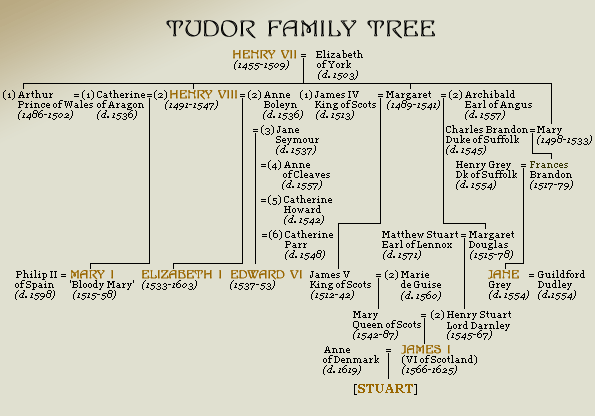 TUDOR FAMILY TREE
HENRY VII = Elizabeth
(1455-1509) of York
(d.1503)
(1) Arthur = (1) Catherine = (2) HENRY VIII = (2) Anne (1) James IV = Margaret = (2) Archibald
Prince of Wales of Aragon (1491-1547) Boleyn King of Scots (1489-1541) Earl of Angus
(1486-1502) (d.1536) (d.1536) (d.1513) (d.1557)
=(3) Jane Charles Brandon = Mary
Seymour Duke of Suffolk (1498-1533)
(d.1537) (d.1545)
=(4) Anne Henry Grey = Frances
of Cleaves Dk of Suffolk Brandon
(d.1557) (d.1554) (1517-79)
=(5) Catherine
Howard
(d.1542)
=(6) Catherine Matthew Stuart = Margaret
Parr Earl of Lennox Douglas
(d.1548) (d.1571) (1515-78)
Philip II = MARY I ELIZABETH I EDWARD VI James V = (2) Marie JANE = Guildford
of Spain 'Bloody Mary' (1533-1603) (1537-53) King of Scots de Guise Grey Dudley
(d.1598) (1515-58) (1512-42) (d.1560) (d.1554) (d.1554)
Mary = (2) Henry Stuart
Queen of Scots Lord Darnley
(1542-87) (1545-67)
Anne = JAMES I
of Denmark (VI of Scotland)
(d.1619) (1566-1625)
[STUART]